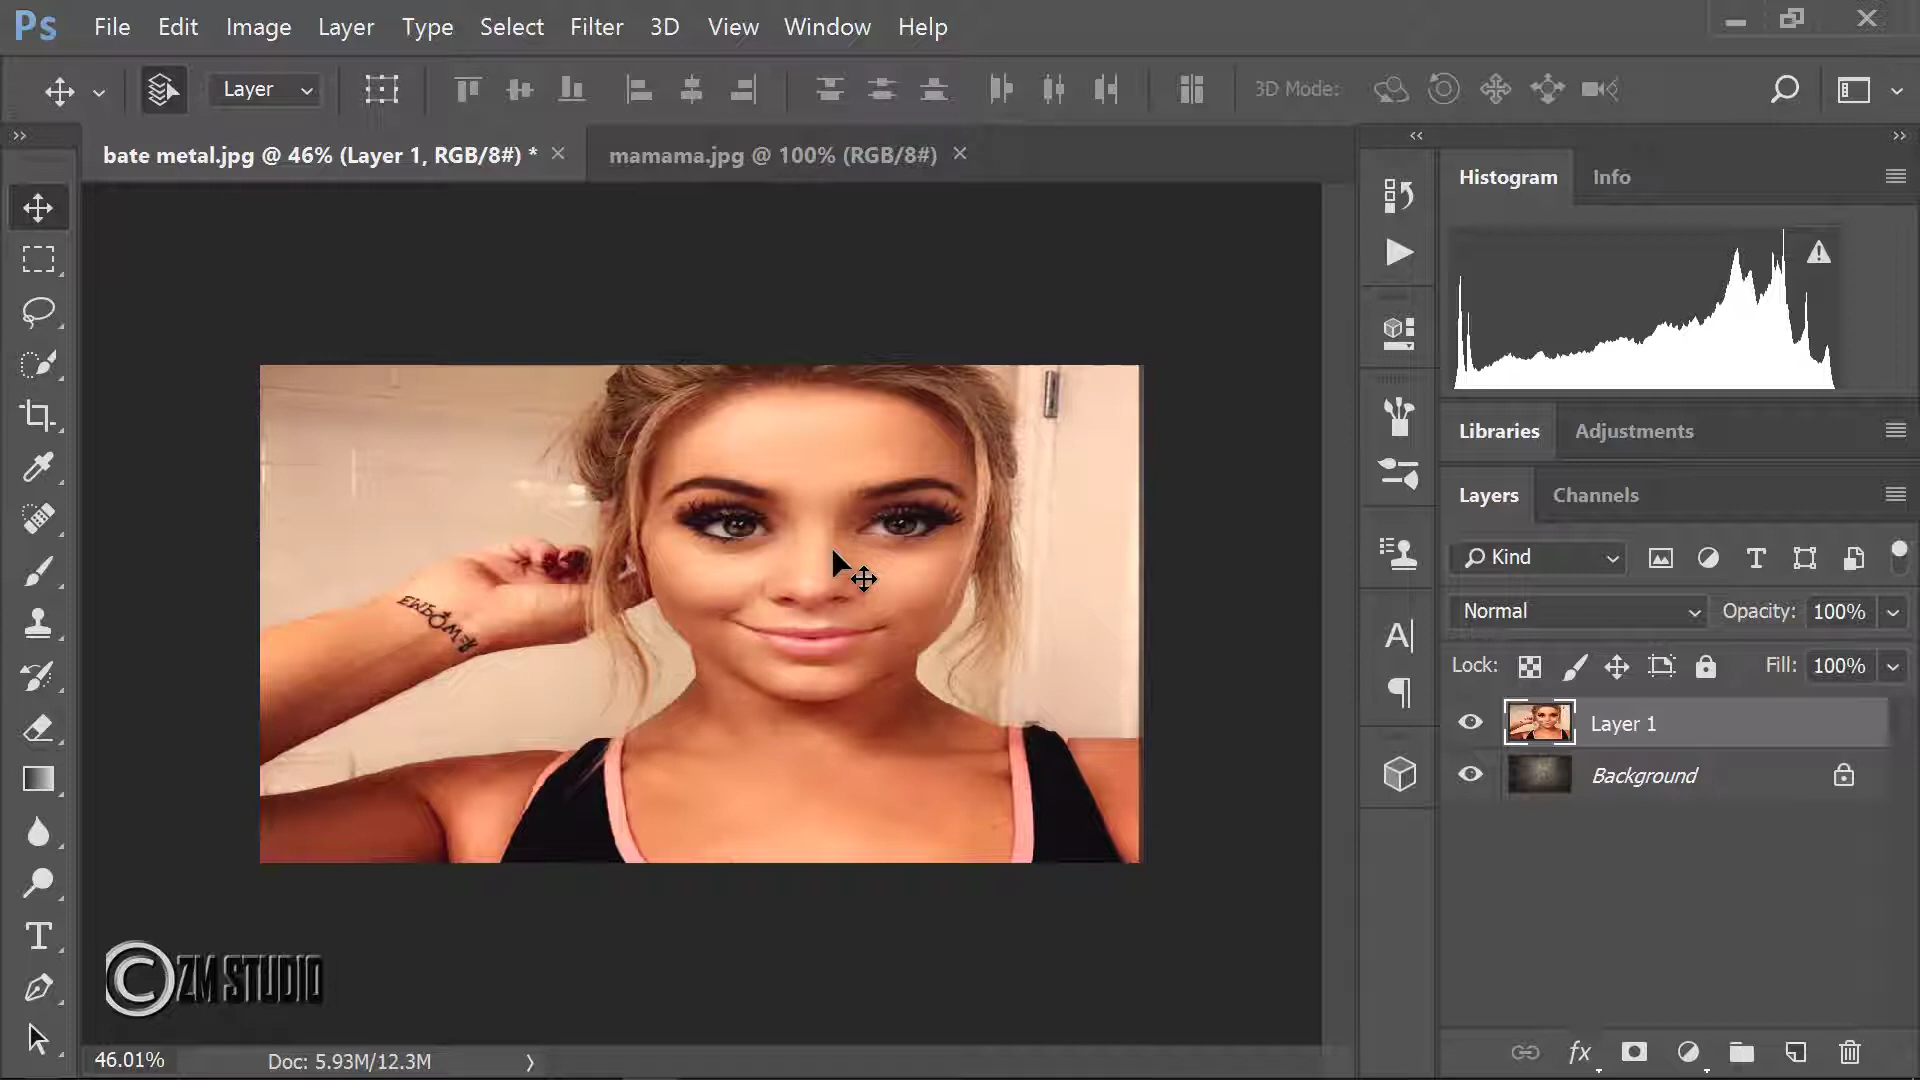 Ps File Edit Image Layer Type Select Filter 3D View Window Help
Layer 3D Mode:
bate metal.jpg @ 46% (Layer 1, RGB/8#) * mamama.jpg @ 100% (RGB/8#)
Histogram Info
Libraries Adjustments
Layers Channels
Kind
Normal Opacity: 100%
Lock: Fill: 100%
Layer 1
Background
© ZM STUDIO
46.01% Doc: 5.93M/12.3M
fx